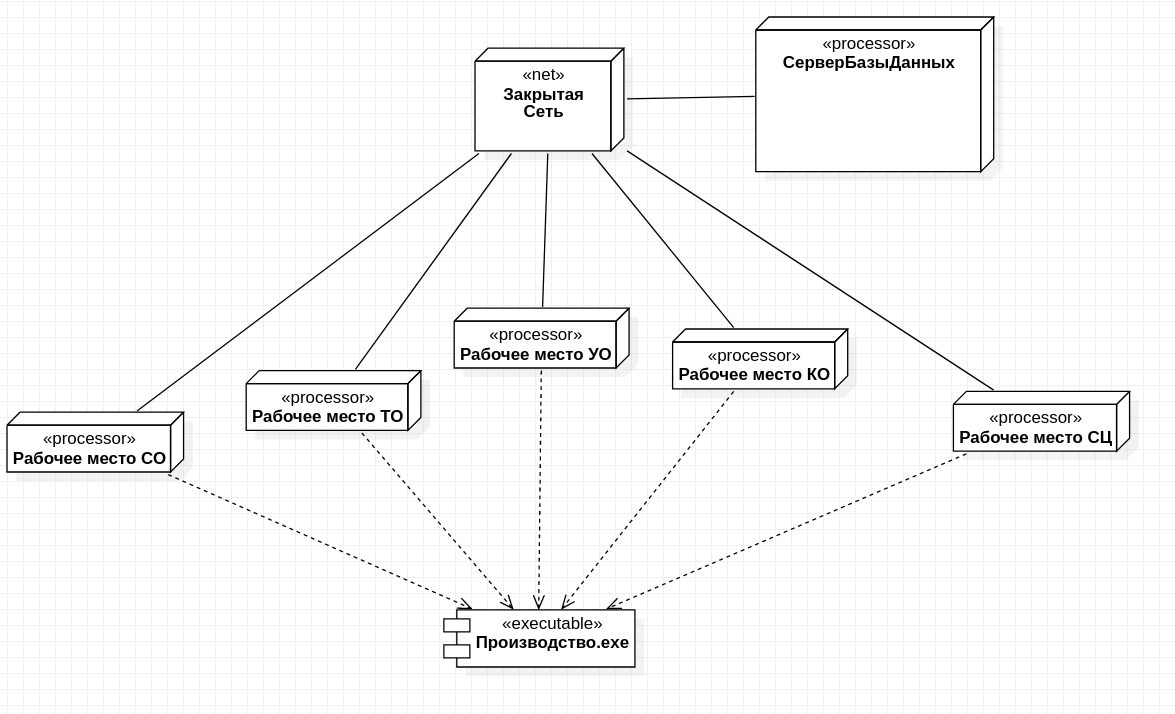 «net»
Закрытая
Сеть
«processor»
СерверБазыДанных
«processor»
Рабочее место УО
«processor»
Рабочее место КО
«processor»
Рабочее место ТО
«processor»
Рабочее место СЦ
«processor»
Рабочее место СО
«executable»
Производство.exe